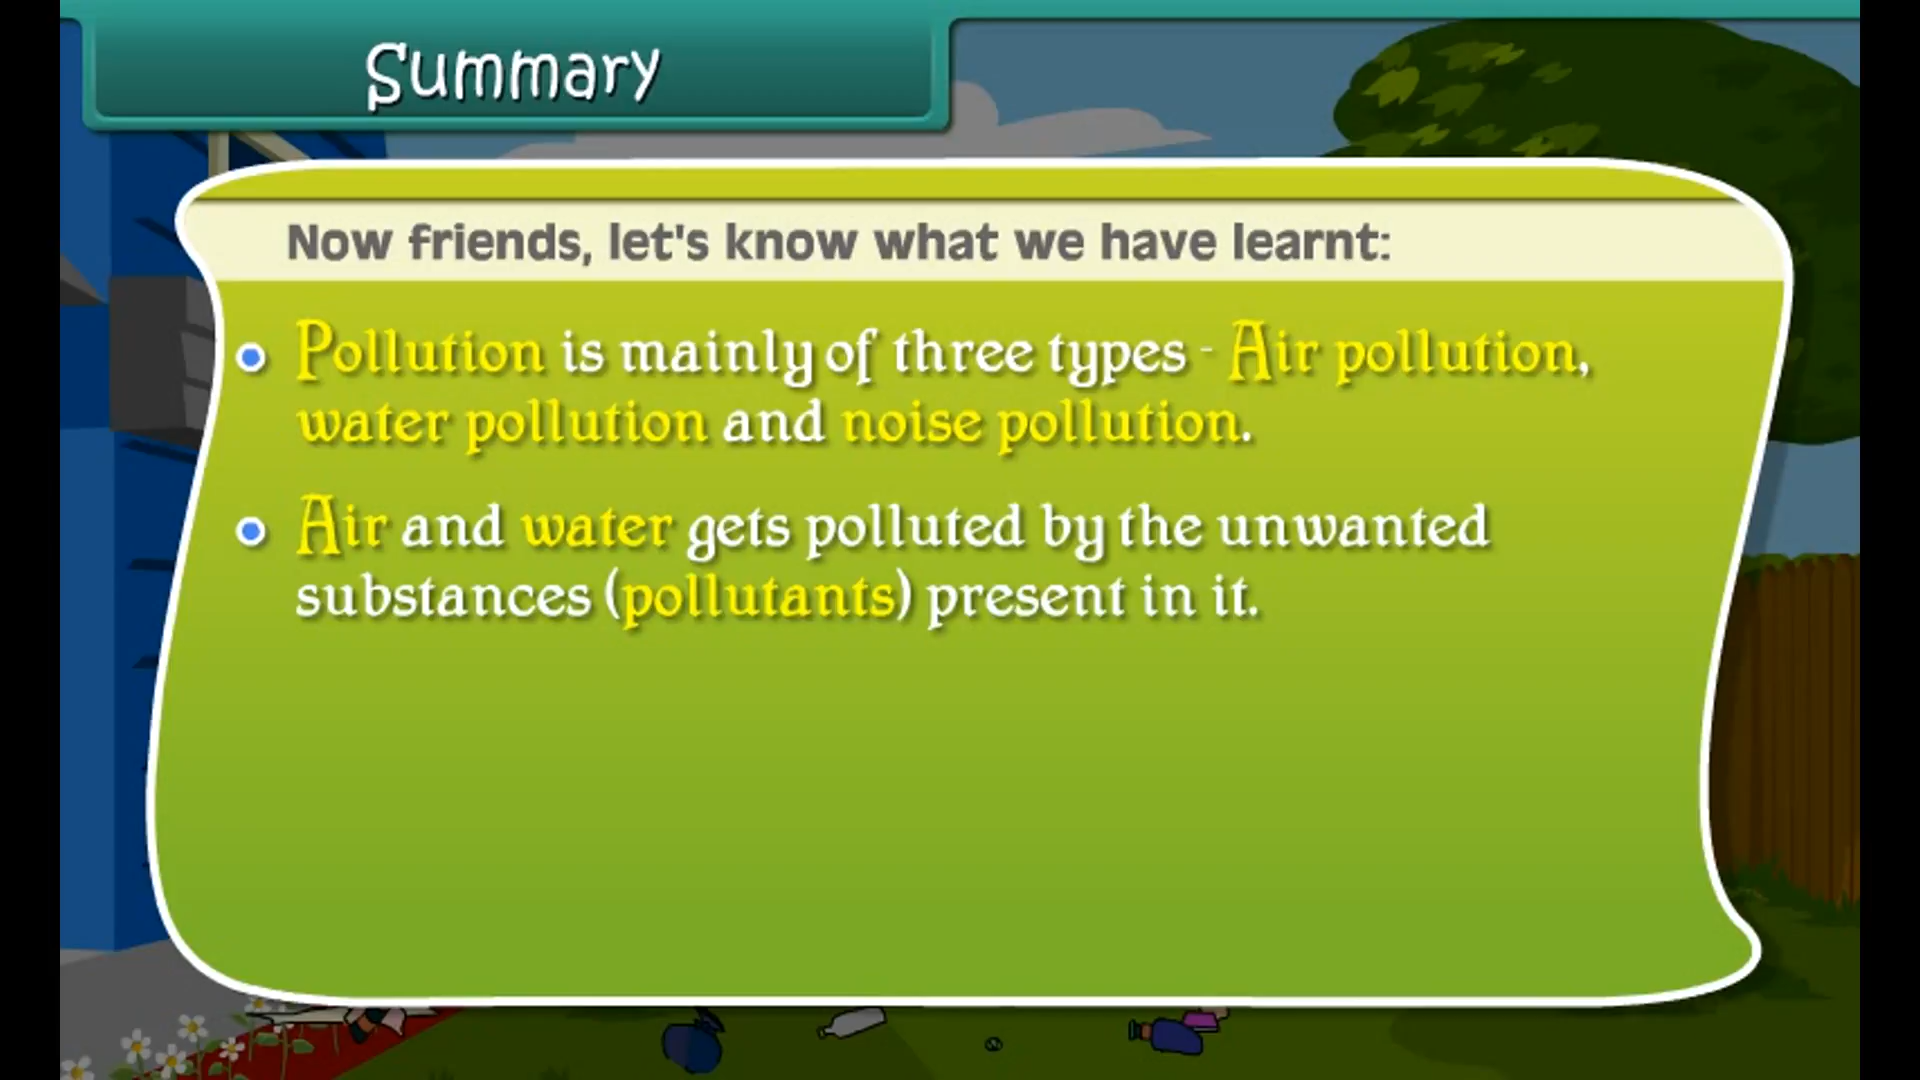 Summary
Now friends, let's know what we have learnt:
Pollution is mainly of three types - Air pollution,
water pollution and noise pollution.
Air and water gets polluted by the unwanted
substances (pollutants) present in it.